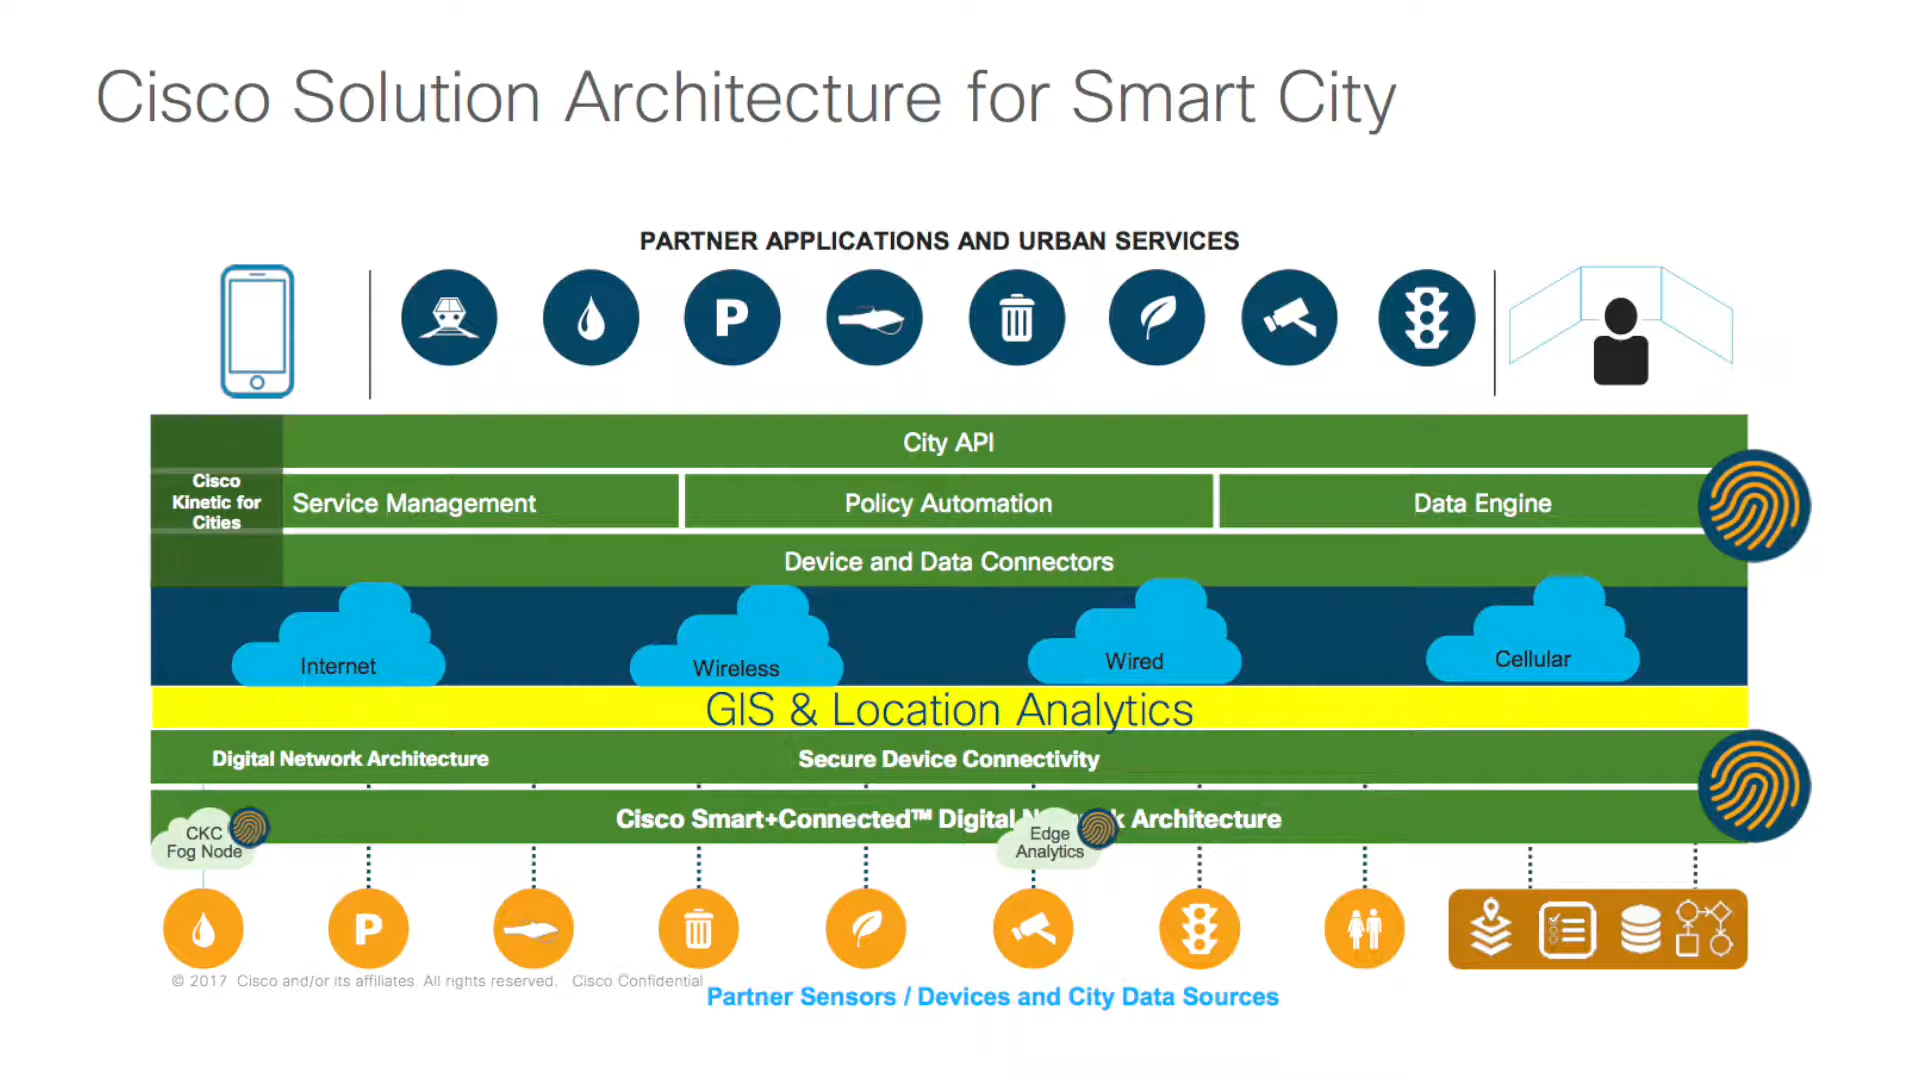 Cisco Solution Architecture for Smart City
PARTNER APPLICATIONS AND URBAN SERVICES
P
City API
Cisco
Kinetic for
Cities
Service Management
Policy Automation
Data Engine
Device and Data Connectors
Internet
Wireless
Wired
Cellular
GIS & Location Analytics
Digital Network Architecture
Secure Device Connectivity
Cisco Smart+Connected™ Digital Architecture
CKC
Fog Node
Edge
Analytics
P
© 2017 Cisco and/or its affiliates. All rights reserved. Cisco Confidential
Partner Sensors / Devices and City Data Sources